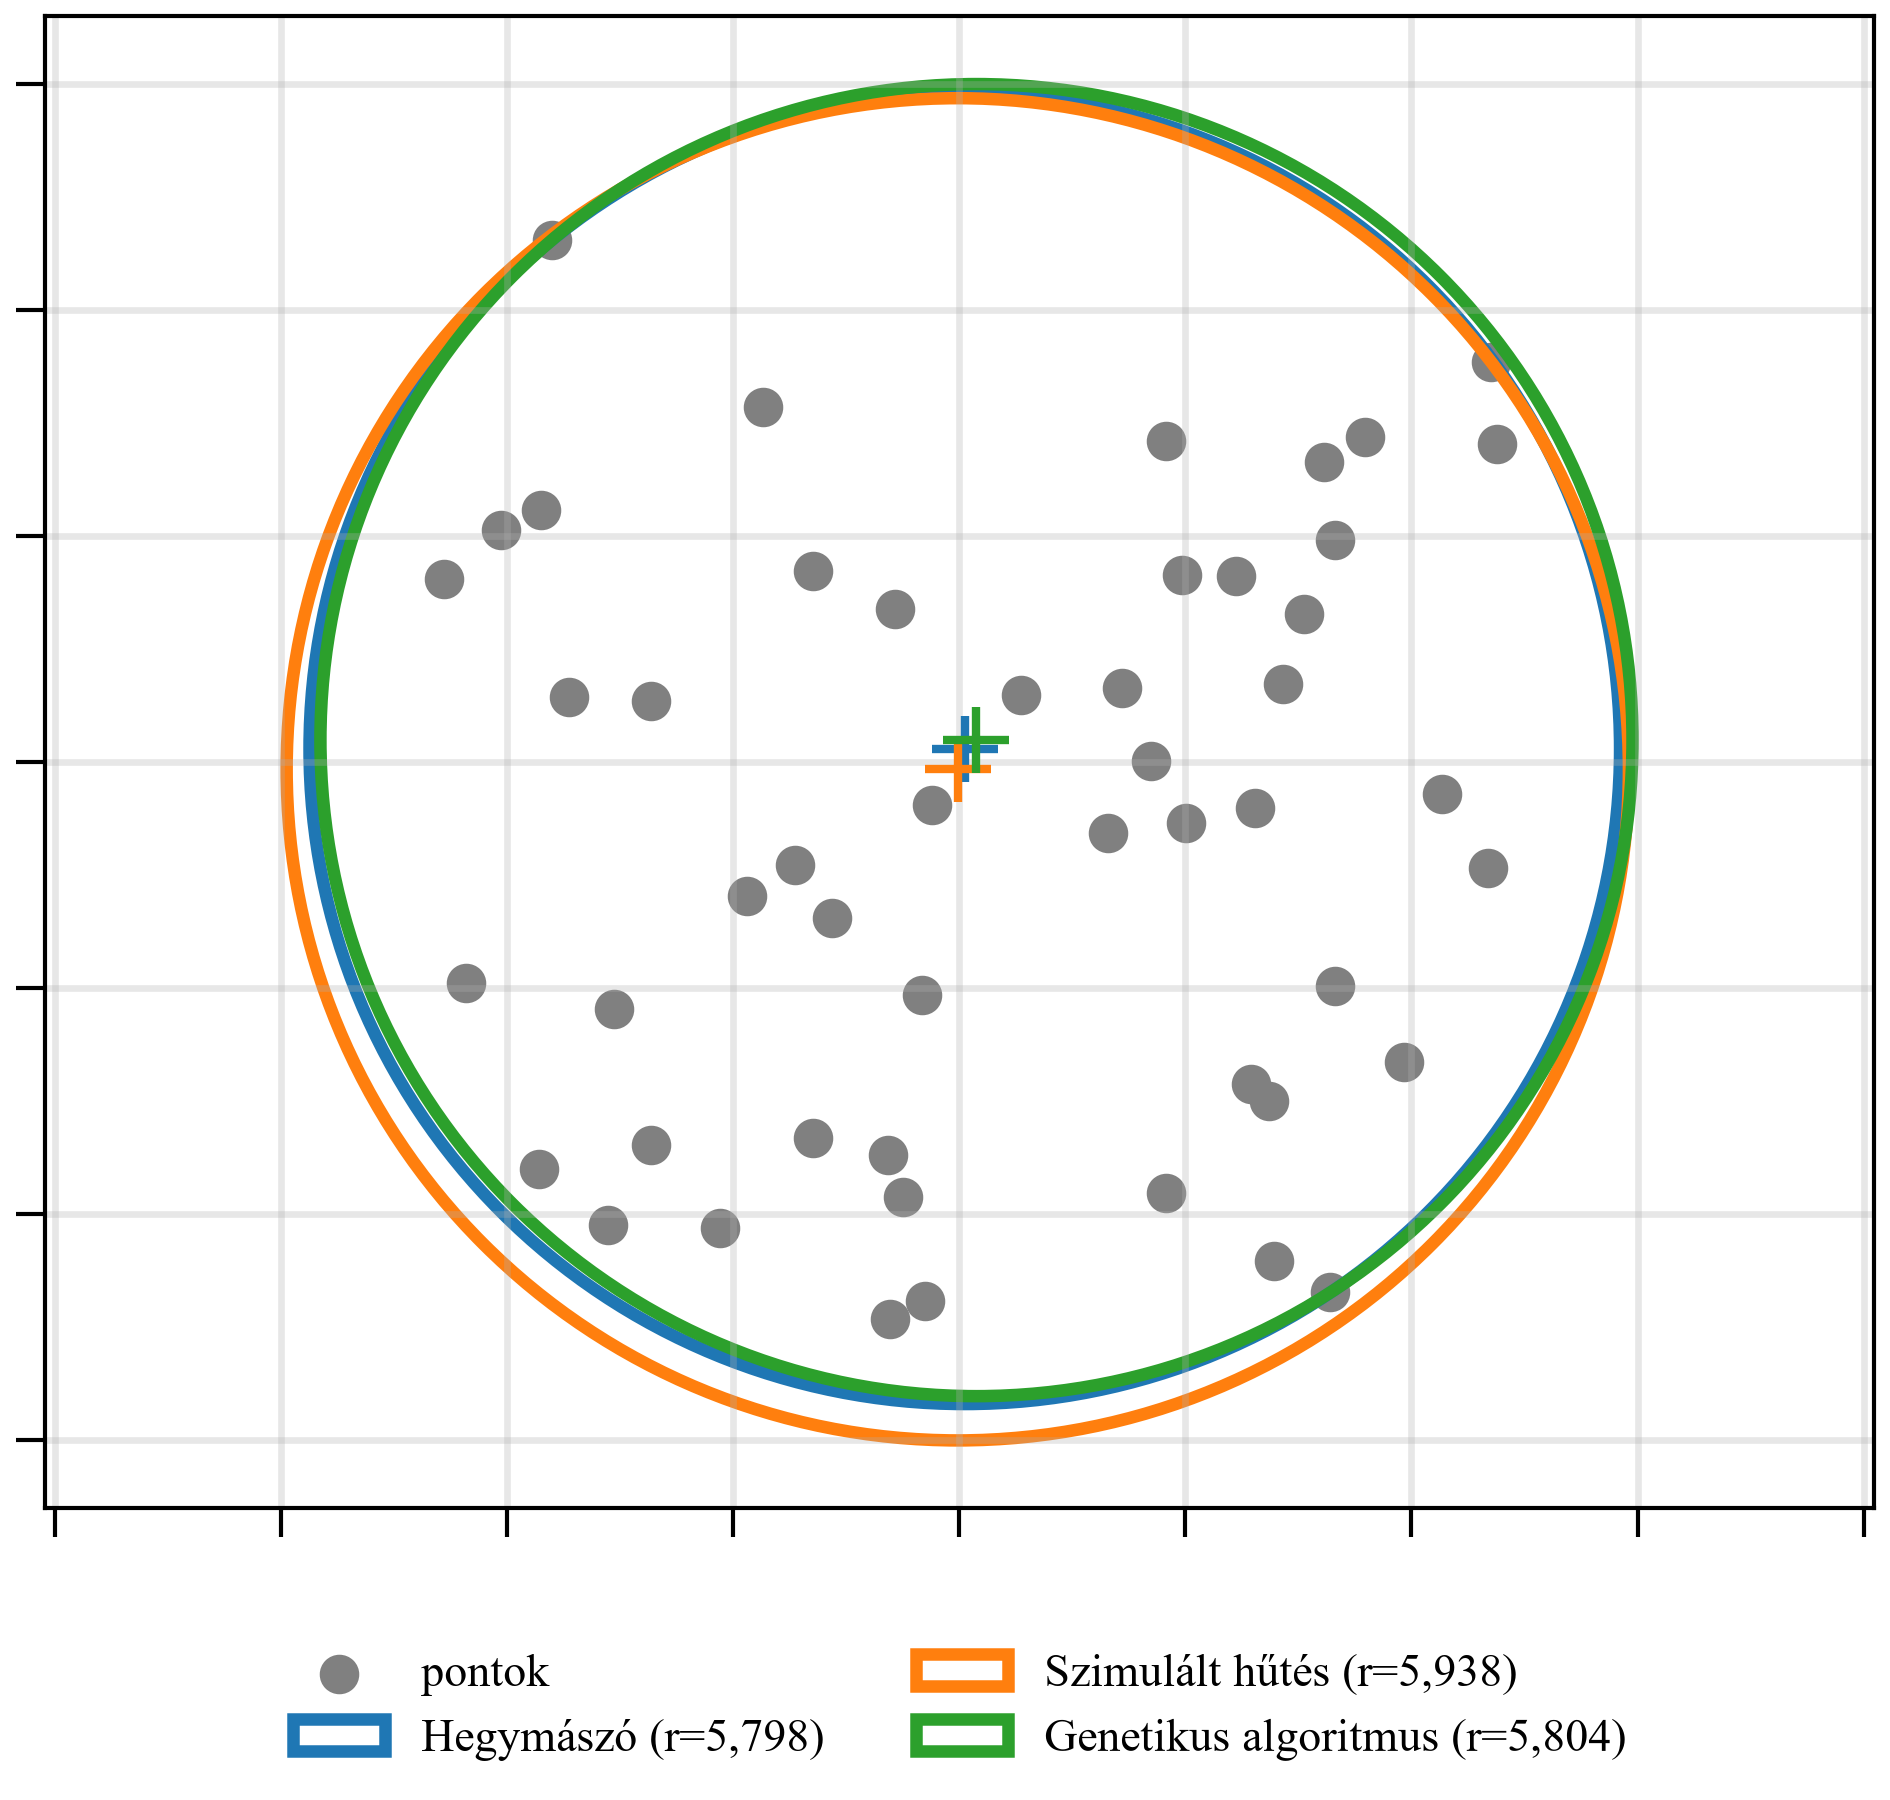 pontok
Hegymászó (r=5,798)
Szimulált hűtés (r=5,938)
Genetikus algoritmus (r=5,804)